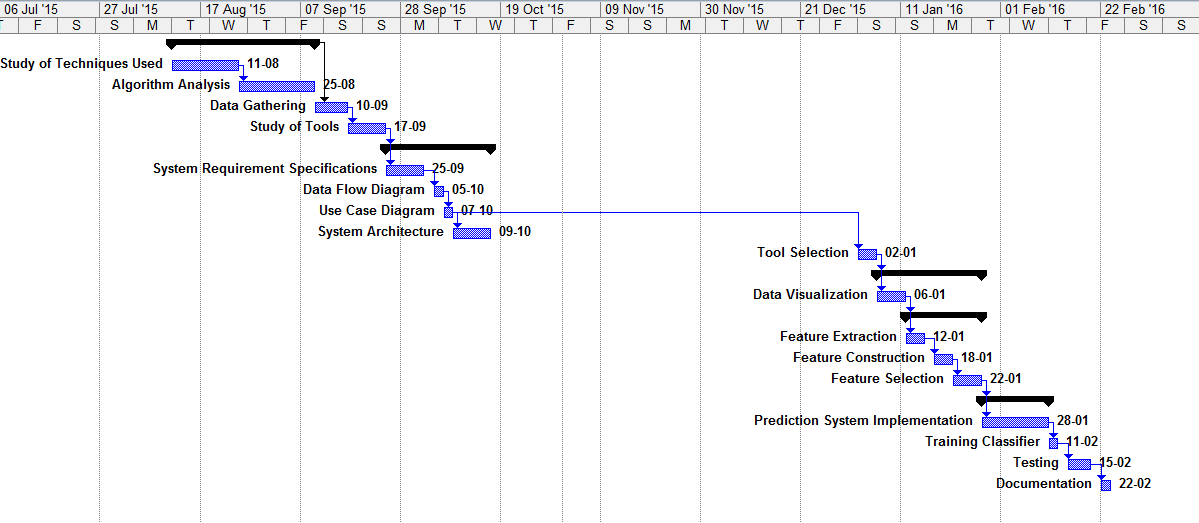 06 Jul '15 27 Jul '15 17 Aug '15 07 Sep '15 28 Sep '15 19 Oct '15 09 Nov '15 30 Nov '15 21 Dec '15 11 Jan '16 01 Feb '16 22 Feb '16
F S S M T W T F S S M T W T F S S M T W T F S S M T W T F S S
Study of Techniques Used 11-08
Algorithm Analysis 25-08
Data Gathering 10-09
Study of Tools 17-09
System Requirement Specifications 25-09
Data Flow Diagram 05-10
Use Case Diagram 07-10
System Architecture 09-10
Tool Selection 02-01
Data Visualization 06-01
Feature Extraction 12-01
Feature Construction 18-01
Feature Selection 22-01
Prediction System Implementation 28-01
Training Classifier 11-02
Testing 15-02
Documentation 22-02